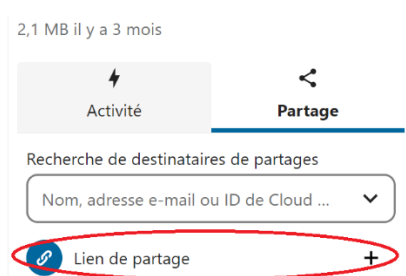 2,1 MB il y a 3 mois
Activité
Partage
Recherche de destinataires de partages
Nom, adresse e-mail ou ID de Cloud ...
Lien de partage +